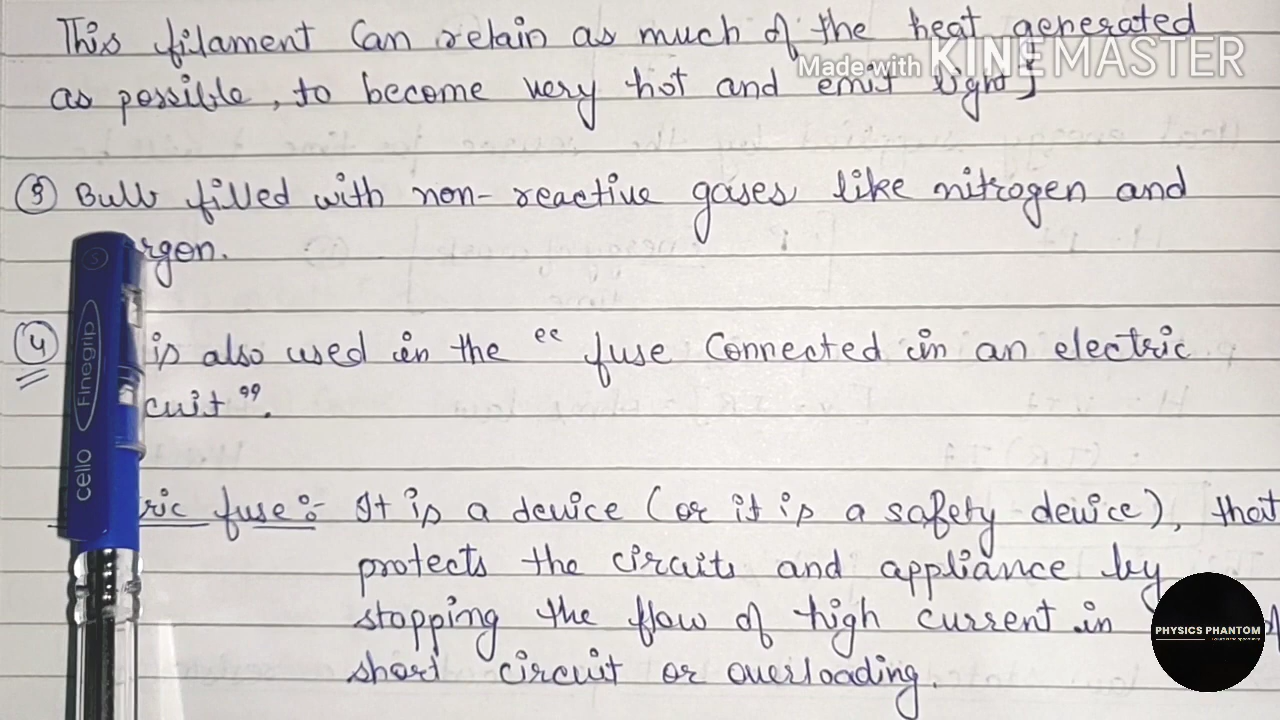 This filament Can retain as much of the heat generated
Made with KINEMASTER
as possible, to become very hot and emit light}
③ Bulb filled with non-reactive gases like nitrogen and
rgon.
④ is also used in the “ fuse Connected in an electric
cuit”.
ric fuse:- It is a device (or it is a safety device), that
protects the circuits and appliance by
stopping the flow of high current in
short circuit or overloading.
cello Finegrip
PHYSICS PHANTOM